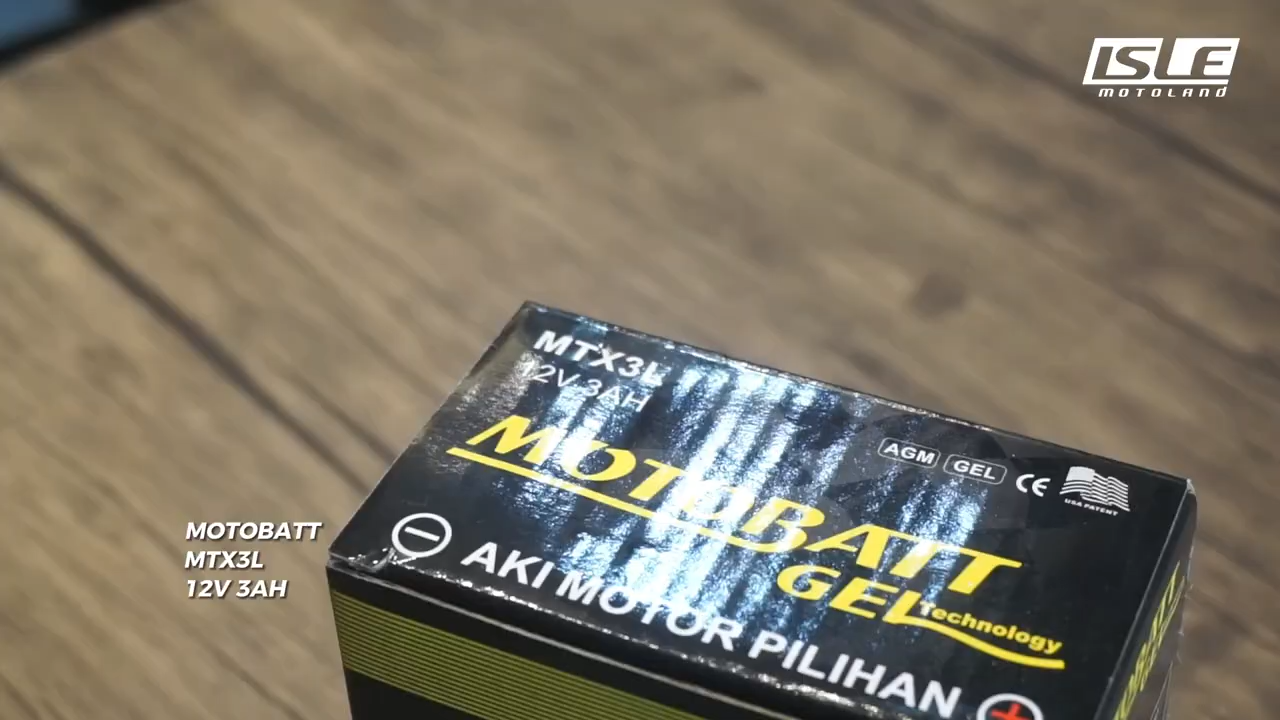 ISLE
MOTOLAND
MTX3L
12V 3AH
MOTOBATT
GEL Technology
AGM GEL CE
USA PATENT
AKI MOTOR PILIHAN
MOTOBATT
MTX3L
12V 3AH